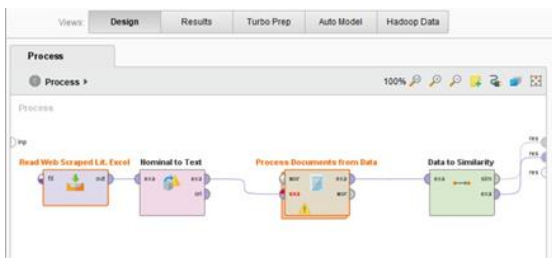 Views: Design Results Turbo Prep Auto Model Hadoop Data
Process
Process
100%
Process
inp
res
Read Web Scraped Lit. Excel Nominal to Text Process Documents from Data Data to Similarity
res
fil out exa exa wor exa exa sim
res
ori exa wor exa